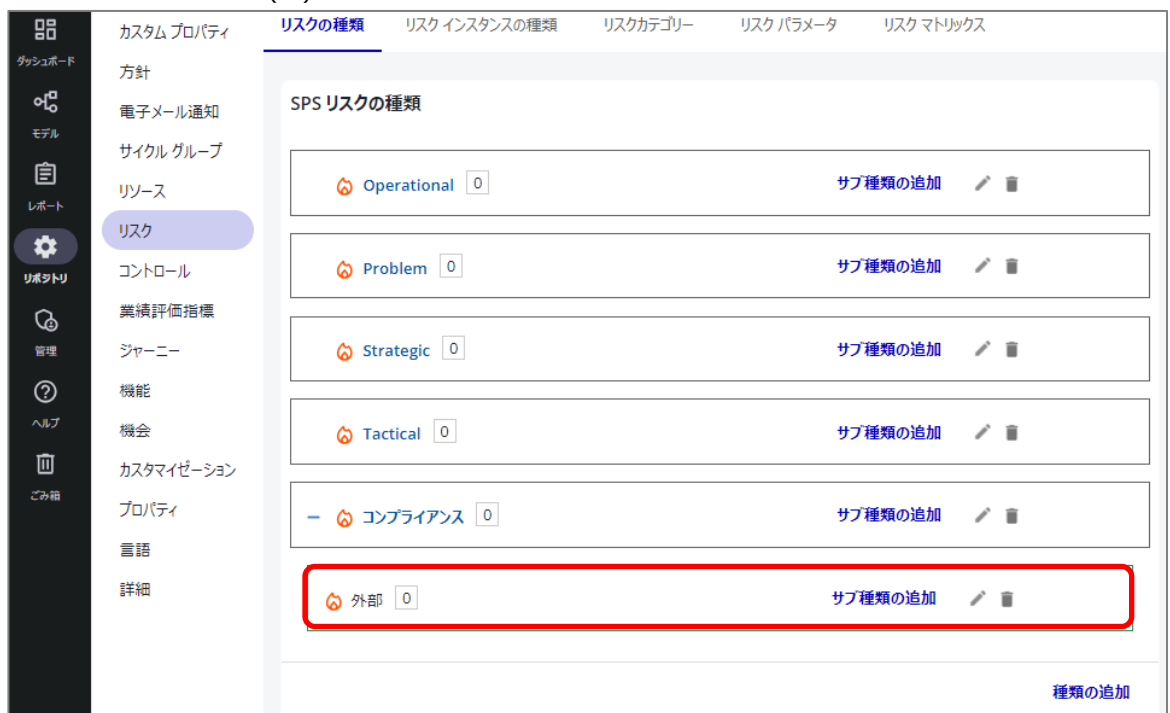 ダッシュボード
モデル
レポート
リポジトリ
管理
ヘルプ
ごみ箱
カスタム プロパティ
方針
電子メール通知
サイクル グループ
リソース
リスク
コントロール
業績評価指標
ジャーニー
機能
機会
カスタマイゼーション
プロパティ
言語
詳細
リスクの種類 リスク インスタンスの種類 リスクカテゴリー リスク パラメータ リスク マトリックス
SPS リスクの種類
Operational 0 サブ種類の追加
Problem 0 サブ種類の追加
Strategic 0 サブ種類の追加
Tactical 0 サブ種類の追加
コンプライアンス 0 サブ種類の追加
外部 0 サブ種類の追加
種類の追加